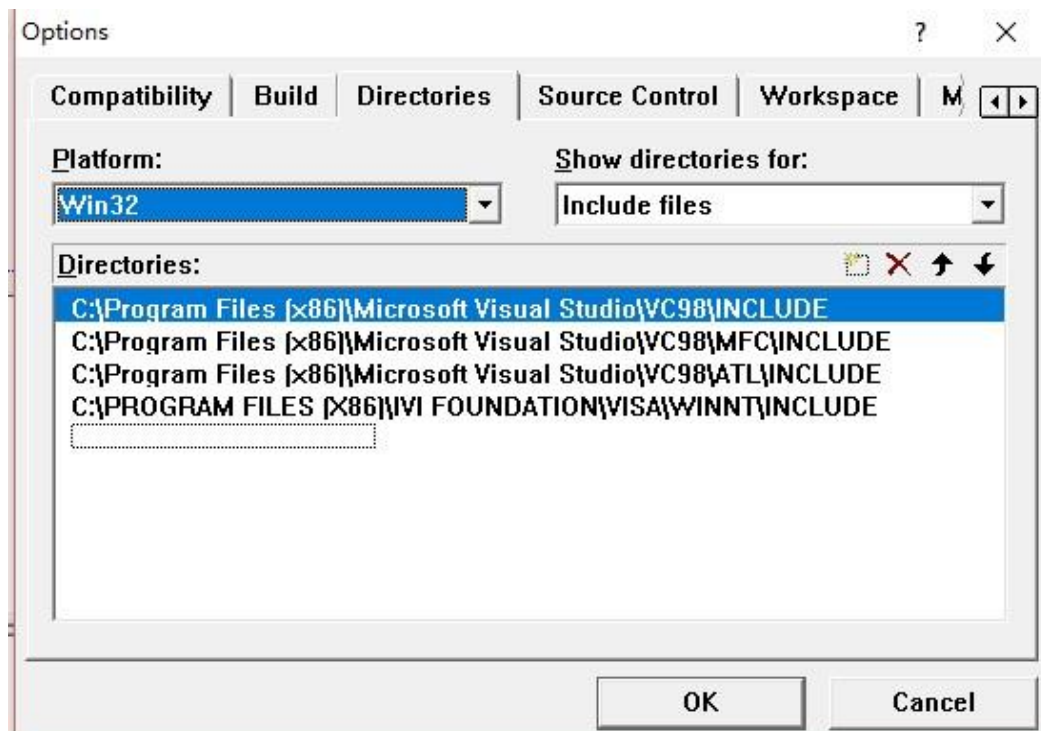 Options
Compatibility Build Directories Source Control Workspace M
Platform: Show directories for:
Win32 Include files
Directories:
C:\Program Files (x86)\Microsoft Visual Studio\VC98\INCLUDE
C:\Program Files (x86)\Microsoft Visual Studio\VC98\MFC\INCLUDE
C:\Program Files (x86)\Microsoft Visual Studio\VC98\ATL\INCLUDE
C:\PROGRAM FILES (X86)\IVI FOUNDATION\VISA\WINNT\INCLUDE
OK Cancel